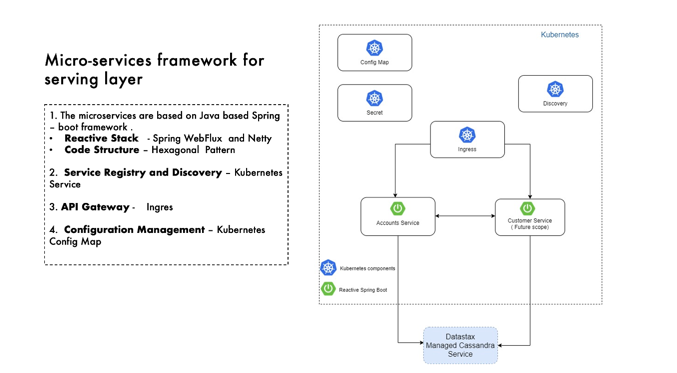 Micro-services framework for
serving layer
1. The microservices are based on Java based Spring
– boot framework .
• Reactive Stack - Spring WebFlux and Netty
• Code Structure – Hexagonal Pattern
2. Service Registry and Discovery – Kubernetes
Service
3. API Gateway - Ingres
4. Configuration Management – Kubernetes
Config Map
Kubernetes
Config Map
Secret
Discovery
Ingress
Accounts Service
Customer Service
( Future scope)
Kubernetes components
Reactive Spring Boot
Datastax
Managed Cassandra
Service